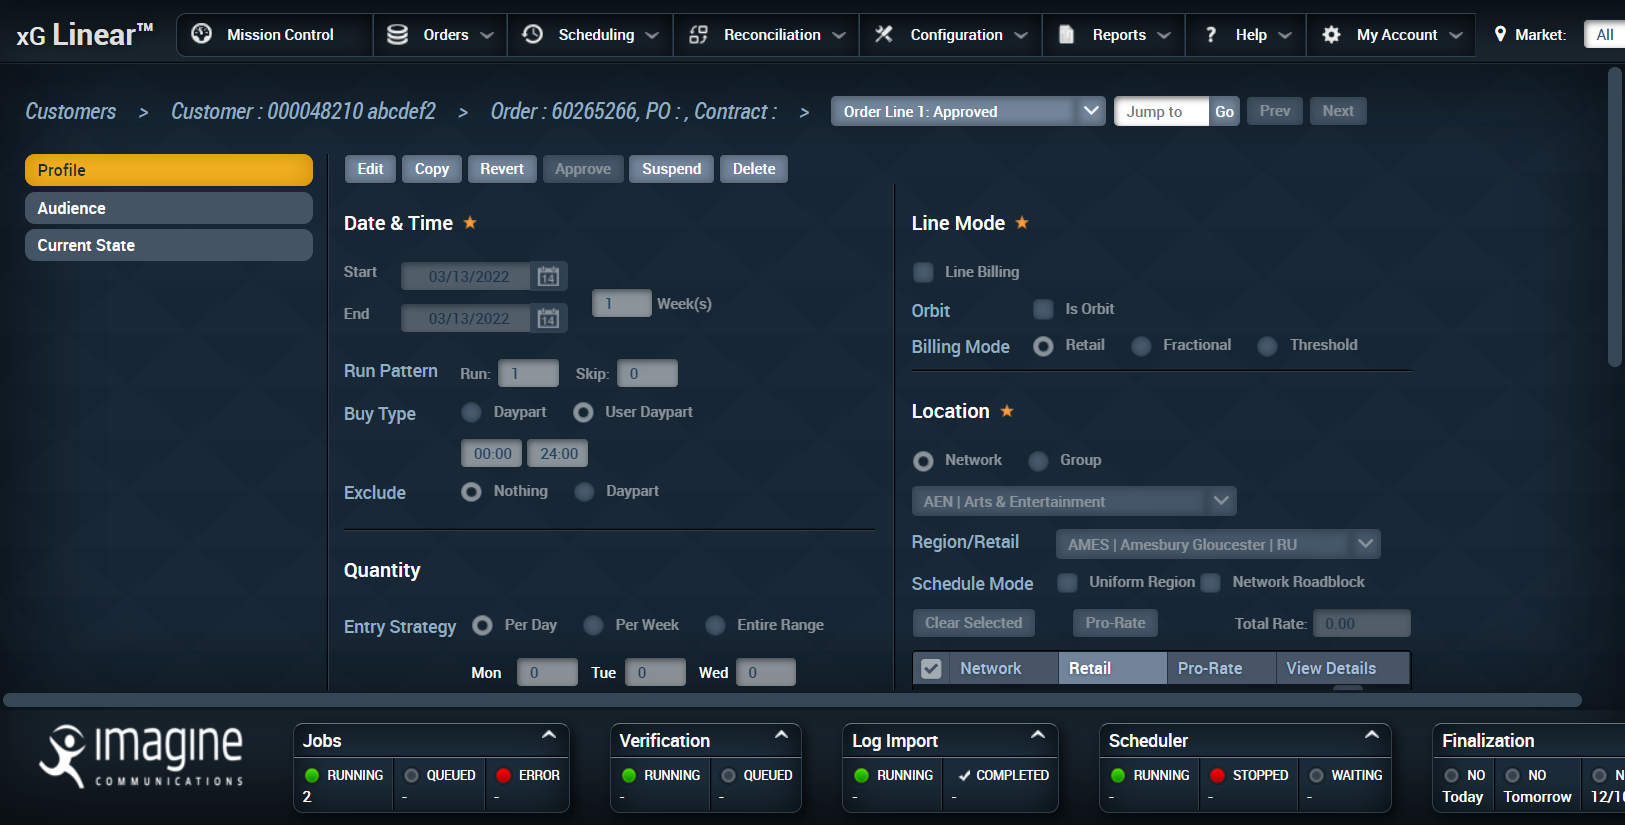 xG Linear™ Mission Control Orders Scheduling Reconciliation Configuration Reports ? Help My Account Market: All
Customers > Customer : 000048210 abcdef2 > Order : 60265266, PO : , Contract : > Order Line 1: Approved Jump to Go Prev Next
Profile
Audience
Current State
Edit Copy Revert Approve Suspend Delete
Date & Time
Start 03/13/2022 14
End 03/13/2022 14
1 Week(s)
Run Pattern Run: 1 Skip: 0
Buy Type Daypart User Daypart
00:00 24:00
Exclude Nothing Daypart
Quantity
Entry Strategy Per Day Per Week Entire Range
Mon 0 Tue 0 Wed 0
Line Mode
Line Billing
Orbit Is Orbit
Billing Mode Retail Fractional Threshold
Location
Network Group
AEN | Arts & Entertainment
Region/Retail AMES | Amesbury Gloucester | RU
Schedule Mode Uniform Region Network Roadblock
Clear Selected Pro-Rate Total Rate: 0.00
Network Retail Pro-Rate View Details
imagine
COMMUNICATIONS
Jobs
RUNNING QUEUED ERROR
2 - -
Verification
RUNNING QUEUED
- -
Log Import
RUNNING COMPLETED
- -
Scheduler
RUNNING STOPPED WAITING
- - -
Finalization
NO NO N
Today Tomorrow 12/1